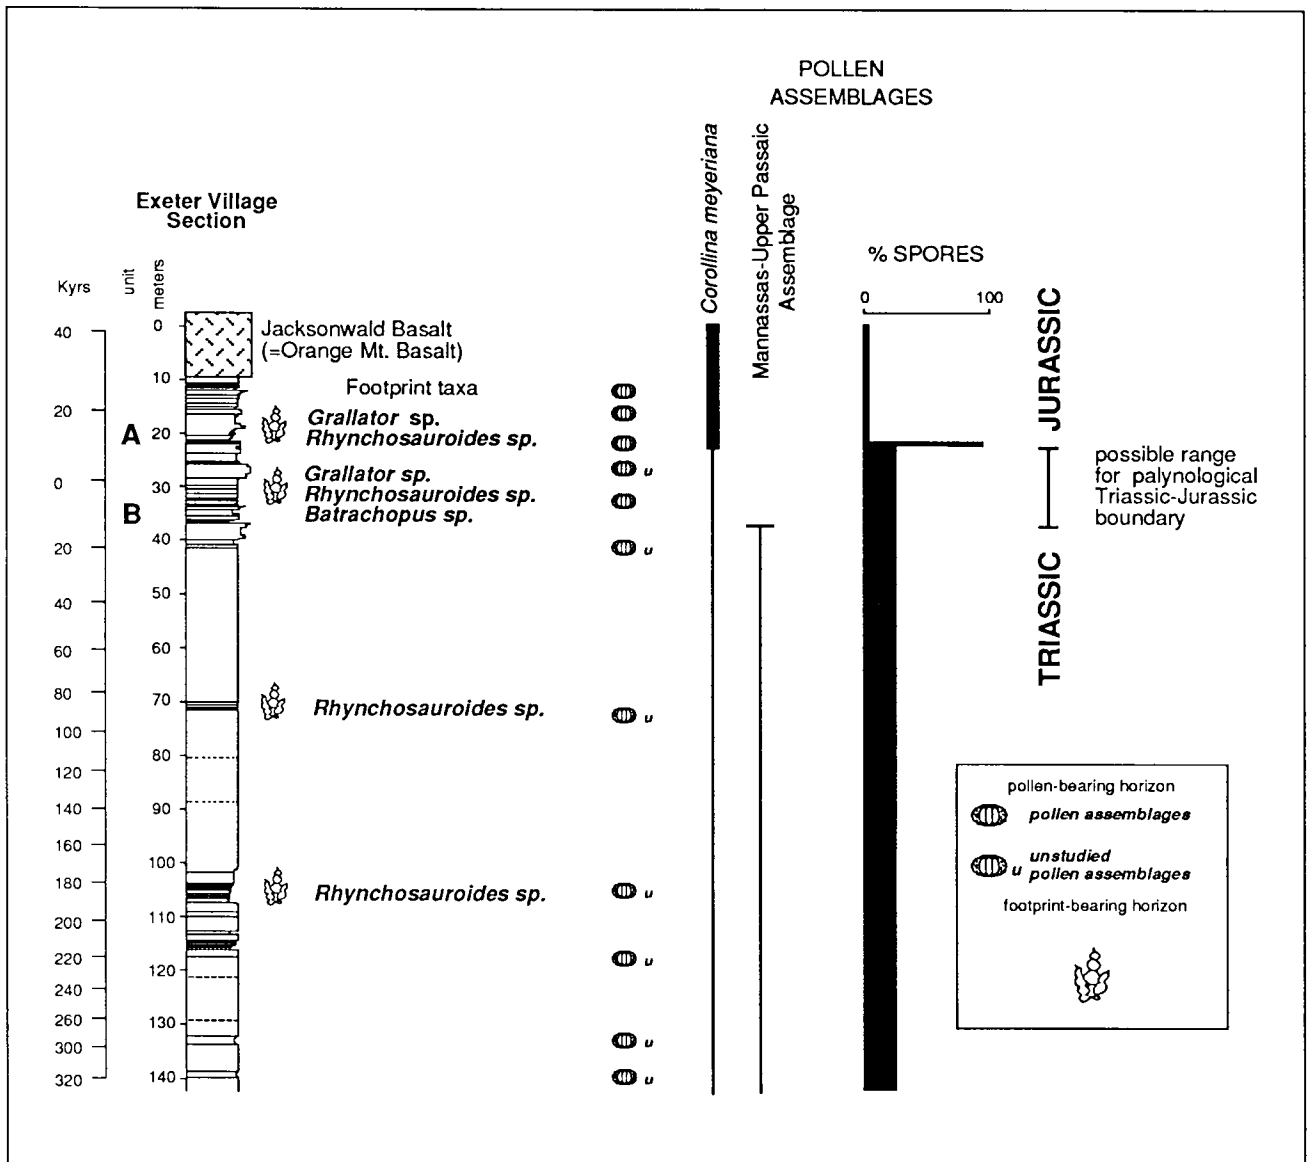 POLLEN
ASSEMBLAGES
Corollina meyeriana
Mannassas-Upper Passaic
Assemblage
Exeter Village
Section
% SPORES
0 100
Kyrs
unit
meters
40
20
0
20
40
60
80
100
120
140
160
180
200
220
240
260
300
320
A
B
0
10
20
30
40
50
60
70
80
90
100
110
120
130
140
Jacksonwald Basalt
(=Orange Mt. Basalt)
Footprint taxa
Grallator sp.
Rhynchosauroides sp.
Grallator sp.
Rhynchosauroides sp.
Batrachopus sp.
Rhynchosauroides sp.
Rhynchosauroides sp.
u
u
u
u
u
u
u
JURASSIC
TRIASSIC
possible range
for palynological
Triassic-Jurassic
boundary
pollen-bearing horizon
pollen assemblages
u unstudied
pollen assemblages
footprint-bearing horizon